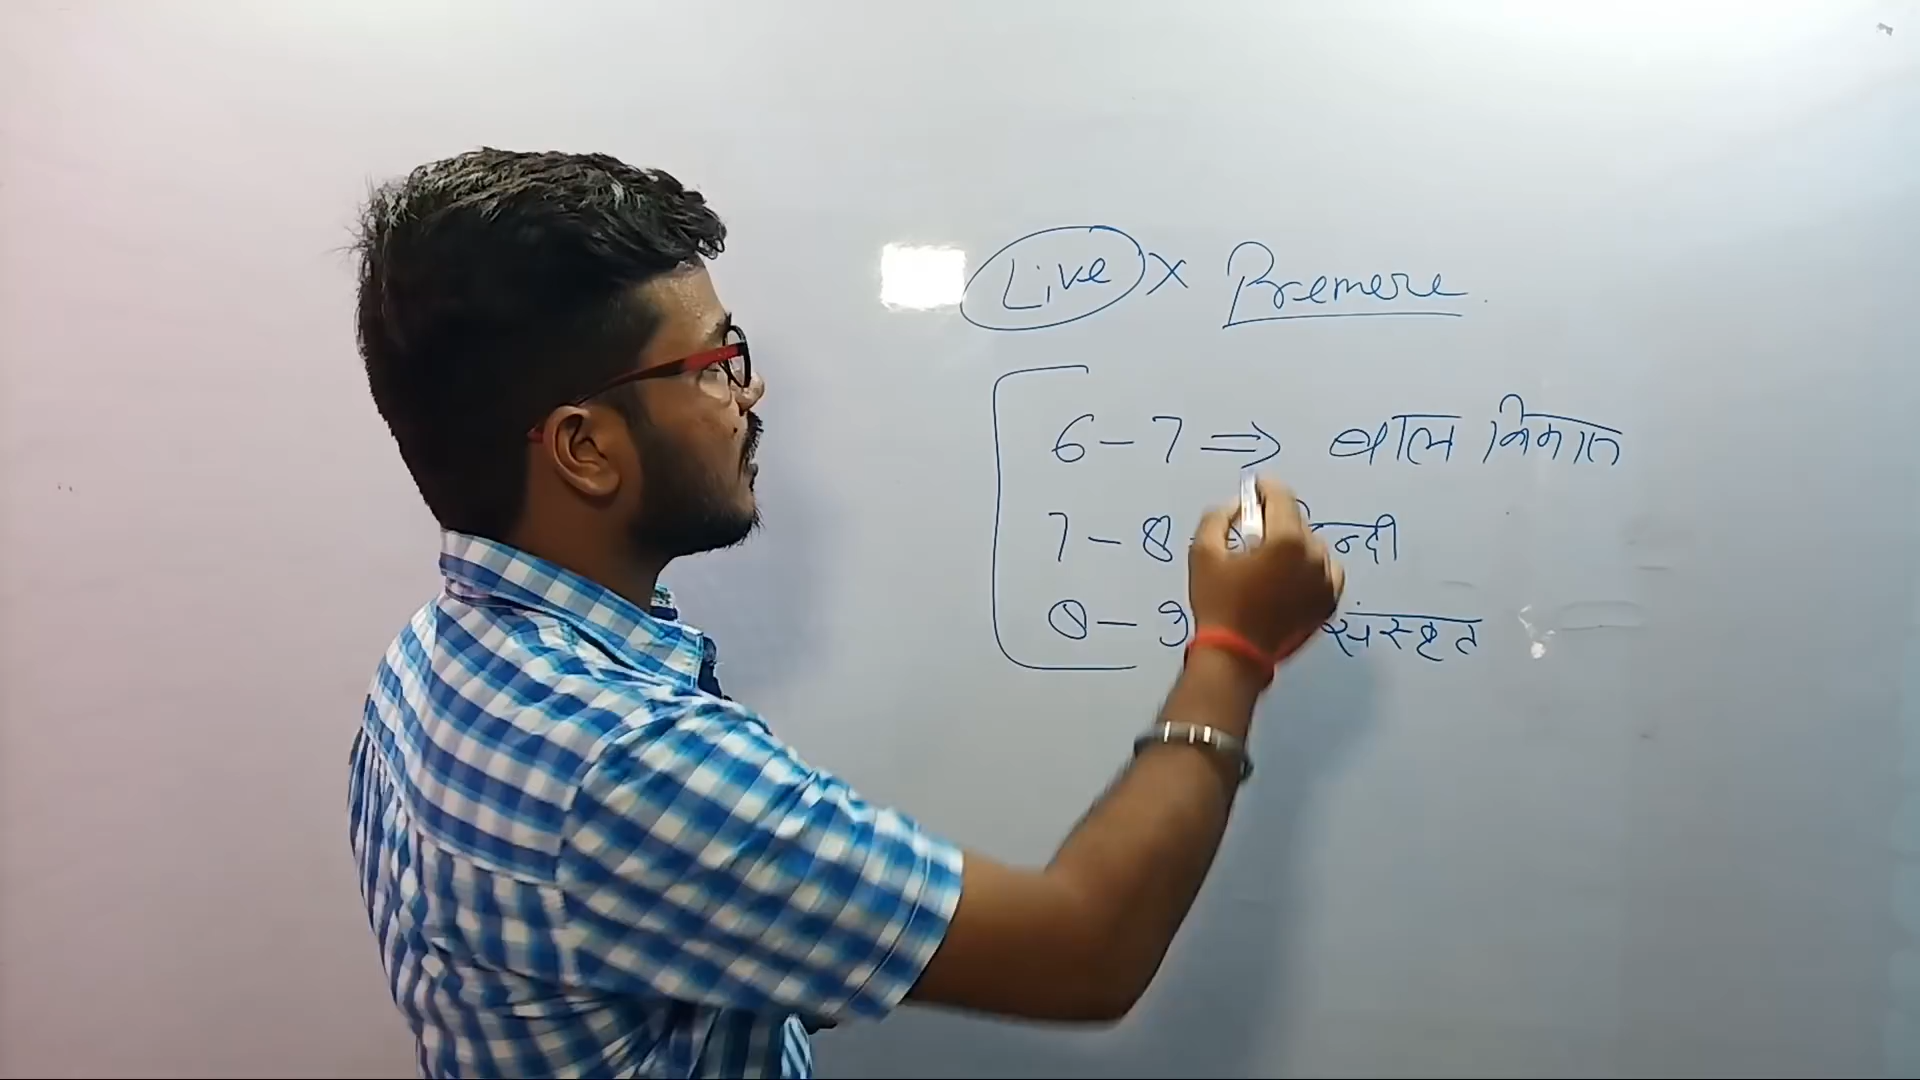 Live x Premere
6-7 ⇒ बाल विकास
7-8 न्दी
8-9 संस्कृत